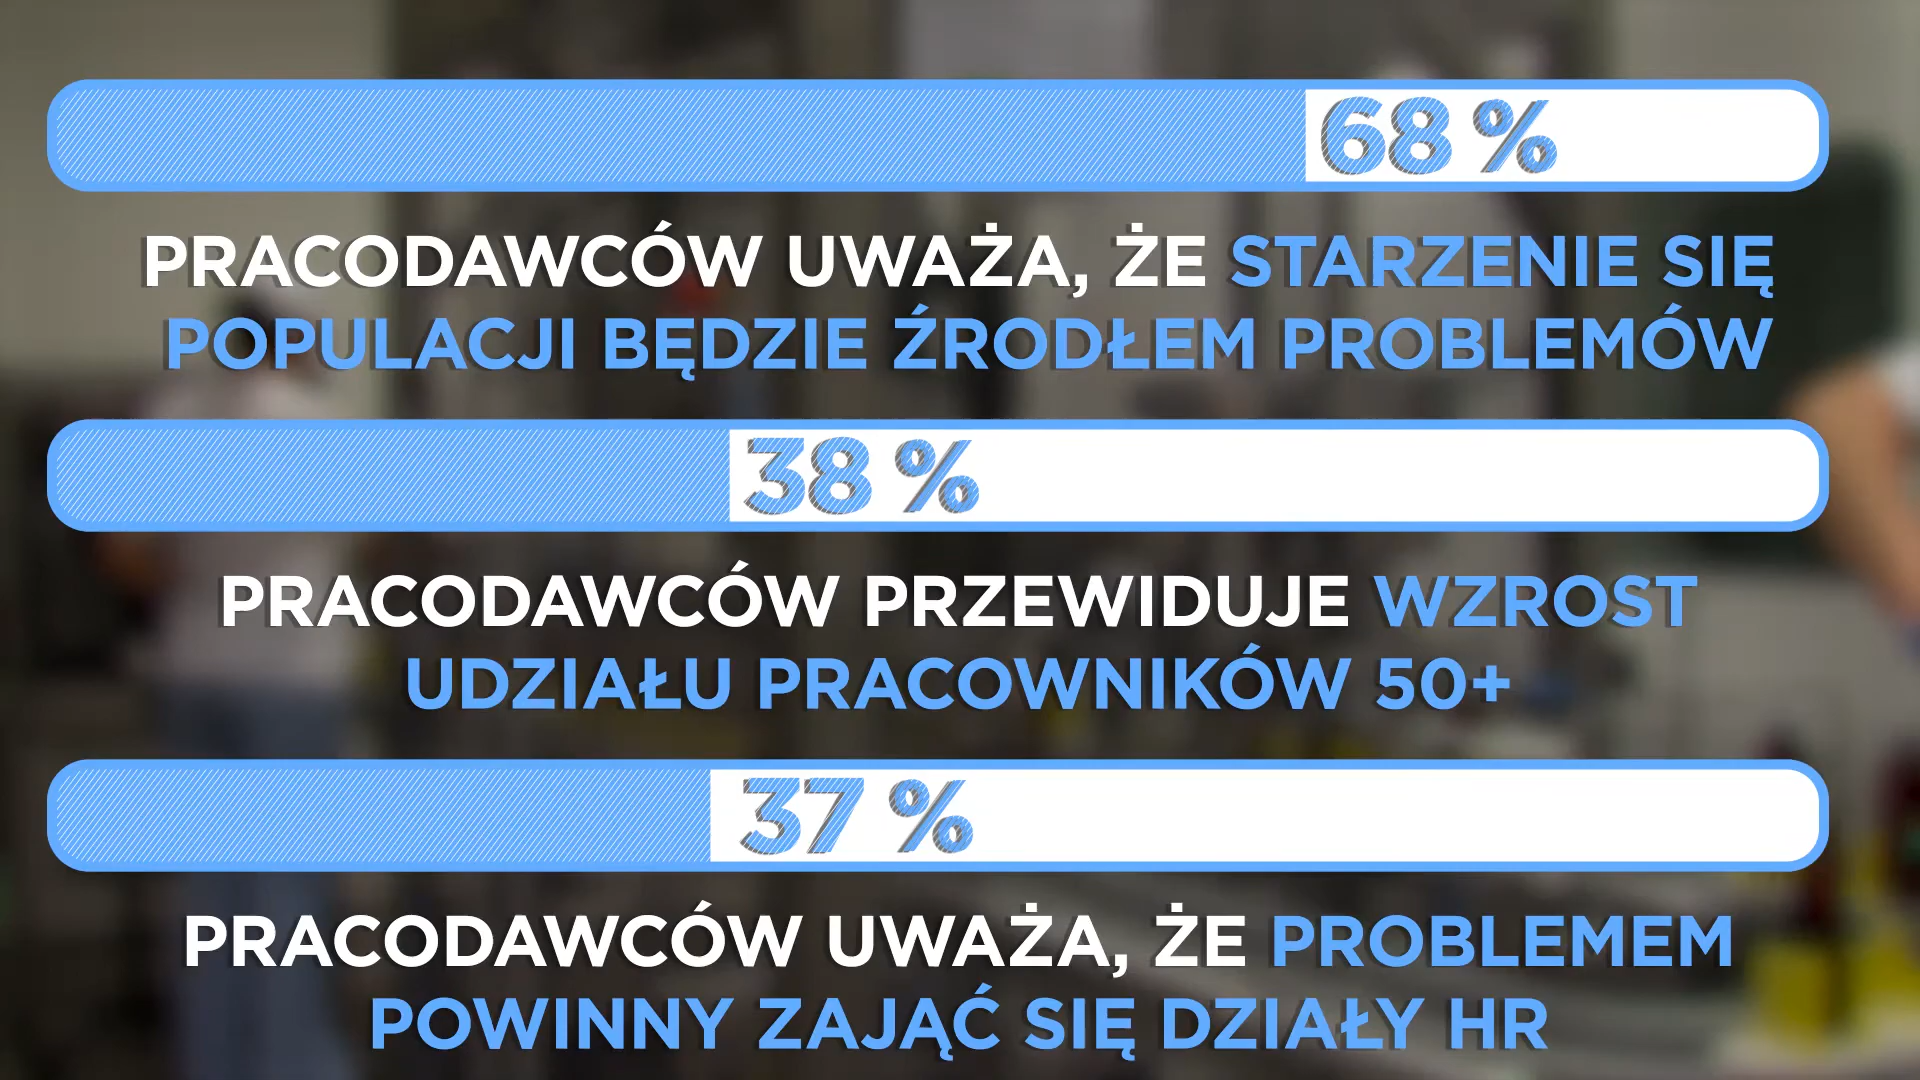 68 %
PRACODAWCÓW UWAŻA, ŻE STARZENIE SIĘ
POPULACJI BĘDZIE ŹRODŁEM PROBLEMÓW
38 %
PRACODAWCÓW PRZEWIDUJE WZROST
UDZIAŁU PRACOWNIKÓW 50+
37 %
PRACODAWCÓW UWAŻA, ŻE PROBLEMEM
POWINNY ZAJĄĆ SIĘ DZIAŁY HR